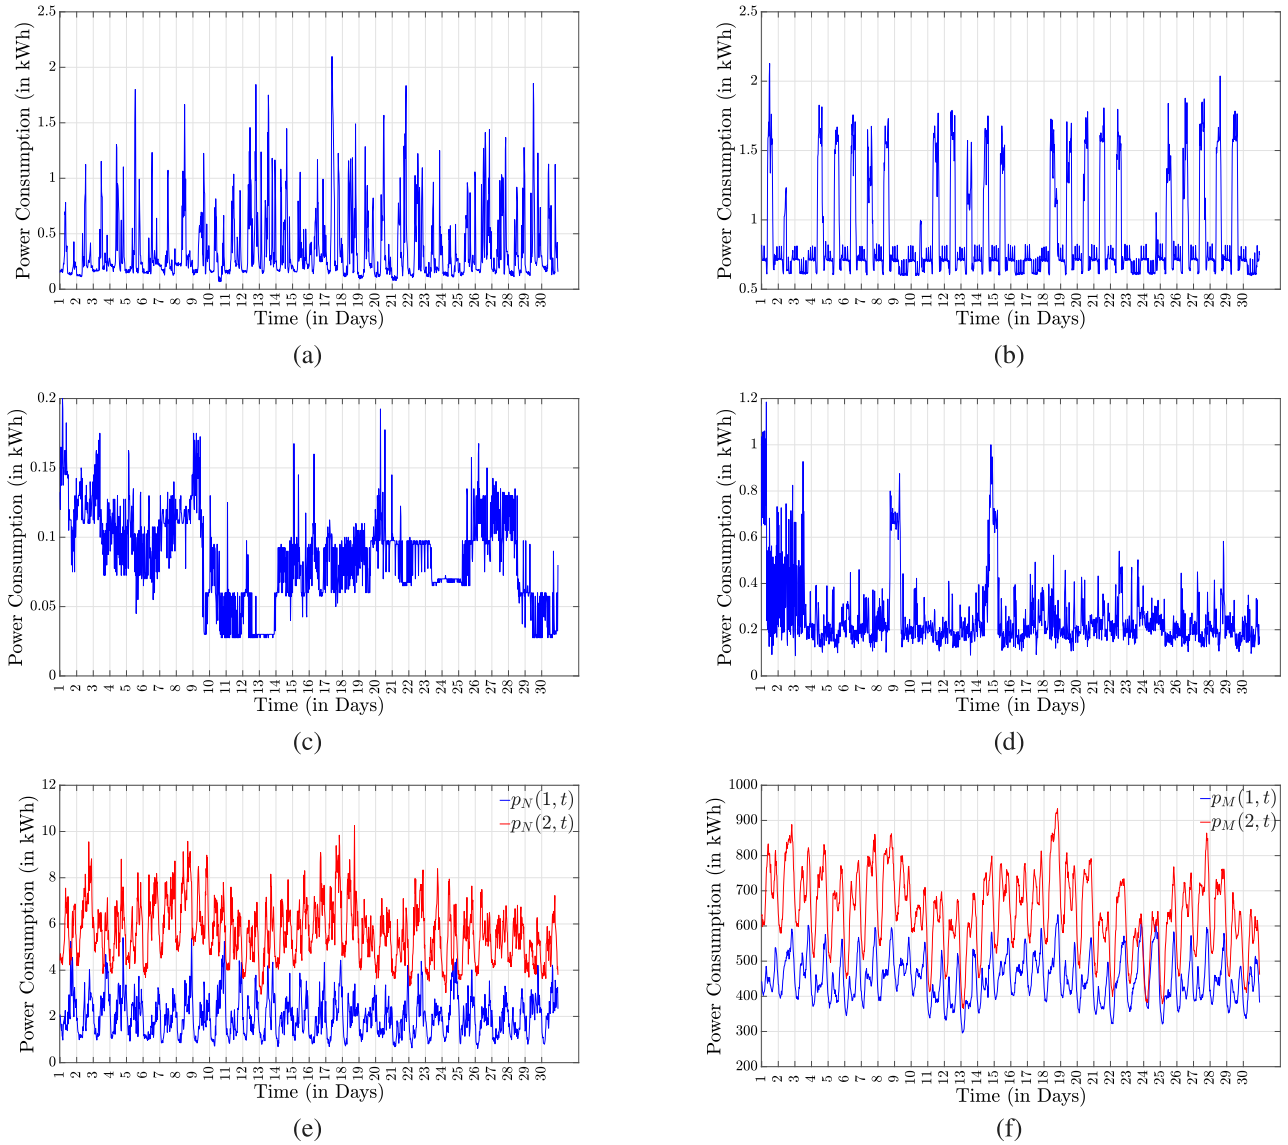 2.5
2
1.5
1
0.5
0
Power Consumption (in kWh)
1 2 3 4 5 6 7 8 9 10 11 12 13 14 15 16 17 18 19 20 21 22 23 24 25 26 27 28 29 30
Time (in Days)
(a)
2.5
2
1.5
1
0.5
Power Consumption (in kWh)
1 2 3 4 5 6 7 8 9 10 11 12 13 14 15 16 17 18 19 20 21 22 23 24 25 26 27 28 29 30
Time (in Days)
(b)
0.2
0.15
0.1
0.05
0
Power Consumption (in kWh)
1 2 3 4 5 6 7 8 9 10 11 12 13 14 15 16 17 18 19 20 21 22 23 24 25 26 27 28 29 30
Time (in Days)
(c)
1.2
1
0.8
0.6
0.4
0.2
0
Power Consumption (in kWh)
1 2 3 4 5 6 7 8 9 10 11 12 13 14 15 16 17 18 19 20 21 22 23 24 25 26 27 28 29 30
Time (in Days)
(d)
12
10
8
6
4
2
0
Power Consumption (in kWh)
p_N(1, t)
p_N(2, t)
1 2 3 4 5 6 7 8 9 10 11 12 13 14 15 16 17 18 19 20 21 22 23 24 25 26 27 28 29 30
Time (in Days)
(e)
1000
900
800
700
600
500
400
300
200
Power Consumption (in kWh)
p_M(1, t)
p_M(2, t)
1 2 3 4 5 6 7 8 9 10 11 12 13 14 15 16 17 18 19 20 21 22 23 24 25 26 27 28 29 30
Time (in Days)
(f)